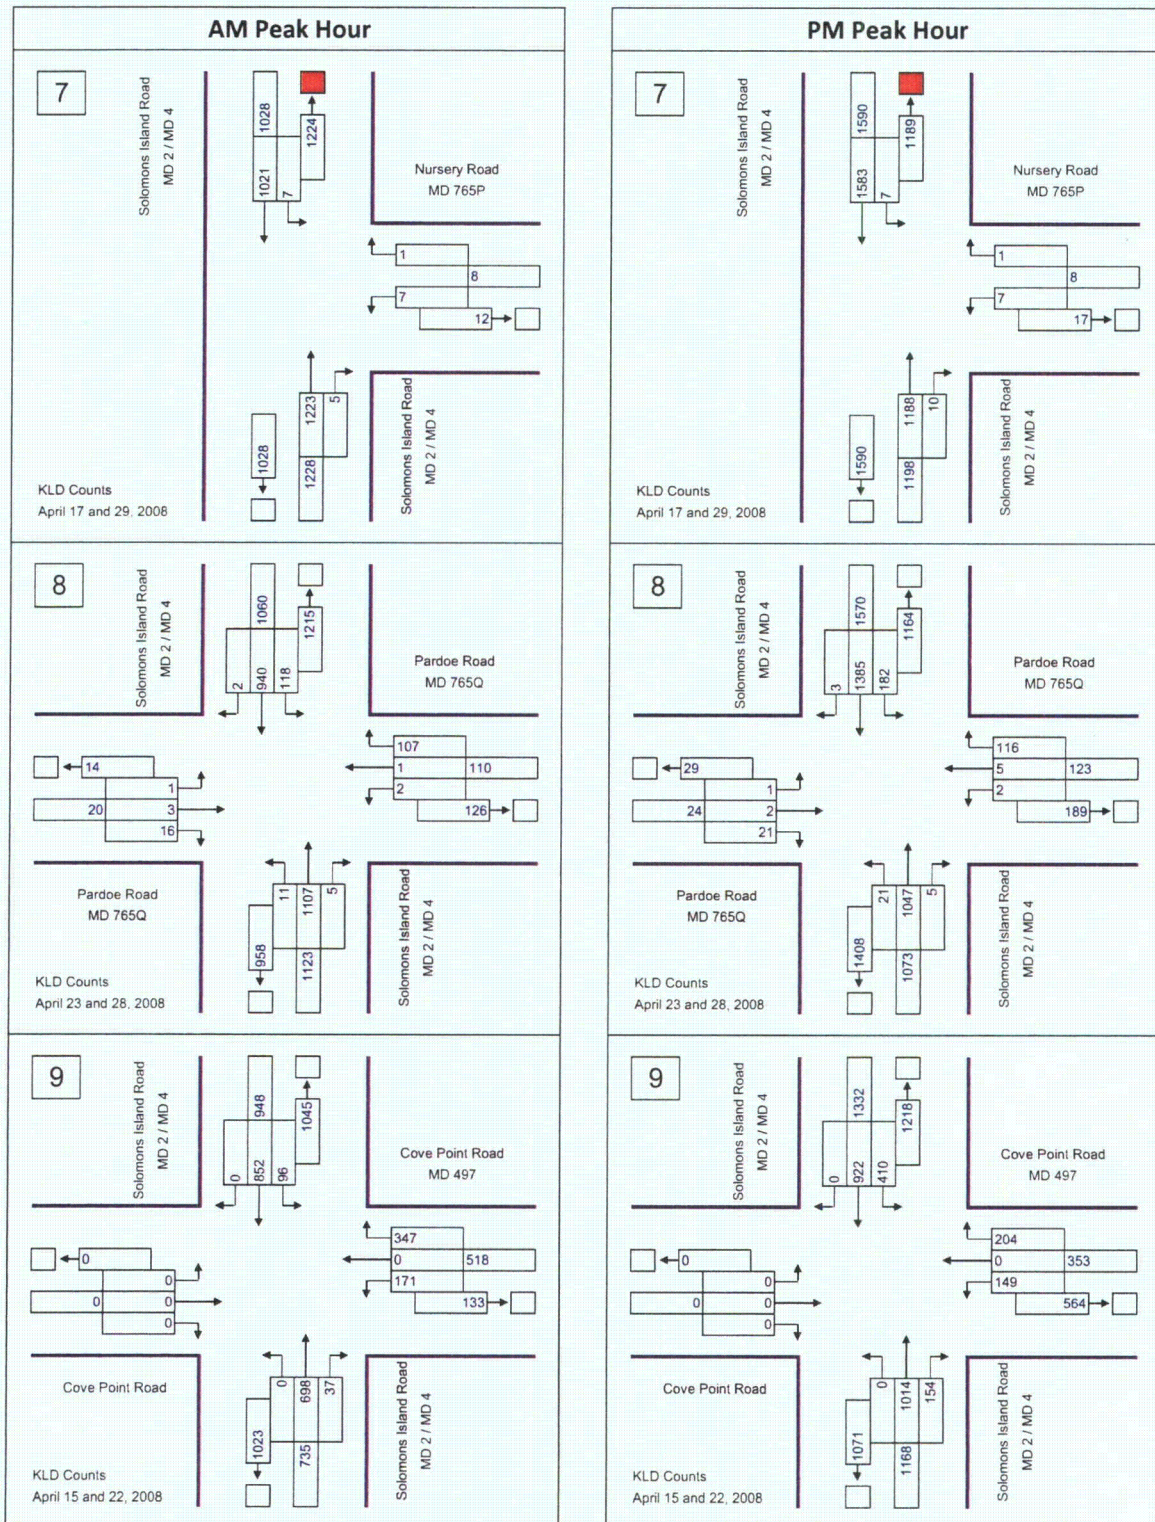 AM Peak Hour
7
Solomons Island Road
MD 2 / MD 4
1028
1021
7
1224
Nursery Road
MD 765P
1
8
7
12
1223
5
1028
1228
Solomons Island Road
MD 2 / MD 4
KLD Counts
April 17 and 29, 2008
8
Solomons Island Road
MD 2 / MD 4
1060
2
940
118
1215
Pardoe Road
MD 765Q
14
1
20
3
16
107
1
110
2
126
11
1107
5
958
1123
Pardoe Road
MD 765Q
Solomons Island Road
MD 2 / MD 4
KLD Counts
April 23 and 28, 2008
9
Solomons Island Road
MD 2 / MD 4
948
0
852
96
1045
Cove Point Road
MD 497
0
0
0
0
0
347
0
518
171
133
0
698
37
1023
735
Cove Point Road
Solomons Island Road
MD 2 / MD 4
KLD Counts
April 15 and 22, 2008
PM Peak Hour
7
Solomons Island Road
MD 2 / MD 4
1590
1583
7
1189
Nursery Road
MD 765P
1
8
7
17
1188
10
1590
1198
Solomons Island Road
MD 2 / MD 4
KLD Counts
April 17 and 29, 2008
8
Solomons Island Road
MD 2 / MD 4
1570
3
1385
182
1164
Pardoe Road
MD 765Q
29
1
24
2
21
116
5
123
2
189
21
1047
5
1408
1073
Pardoe Road
MD 765Q
Solomons Island Road
MD 2 / MD 4
KLD Counts
April 23 and 28, 2008
9
Solomons Island Road
MD 2 / MD 4
1332
0
922
410
1218
Cove Point Road
MD 497
0
0
0
0
0
204
0
353
149
564
0
1014
154
1071
1168
Cove Point Road
Solomons Island Road
MD 2 / MD 4
KLD Counts
April 15 and 22, 2008